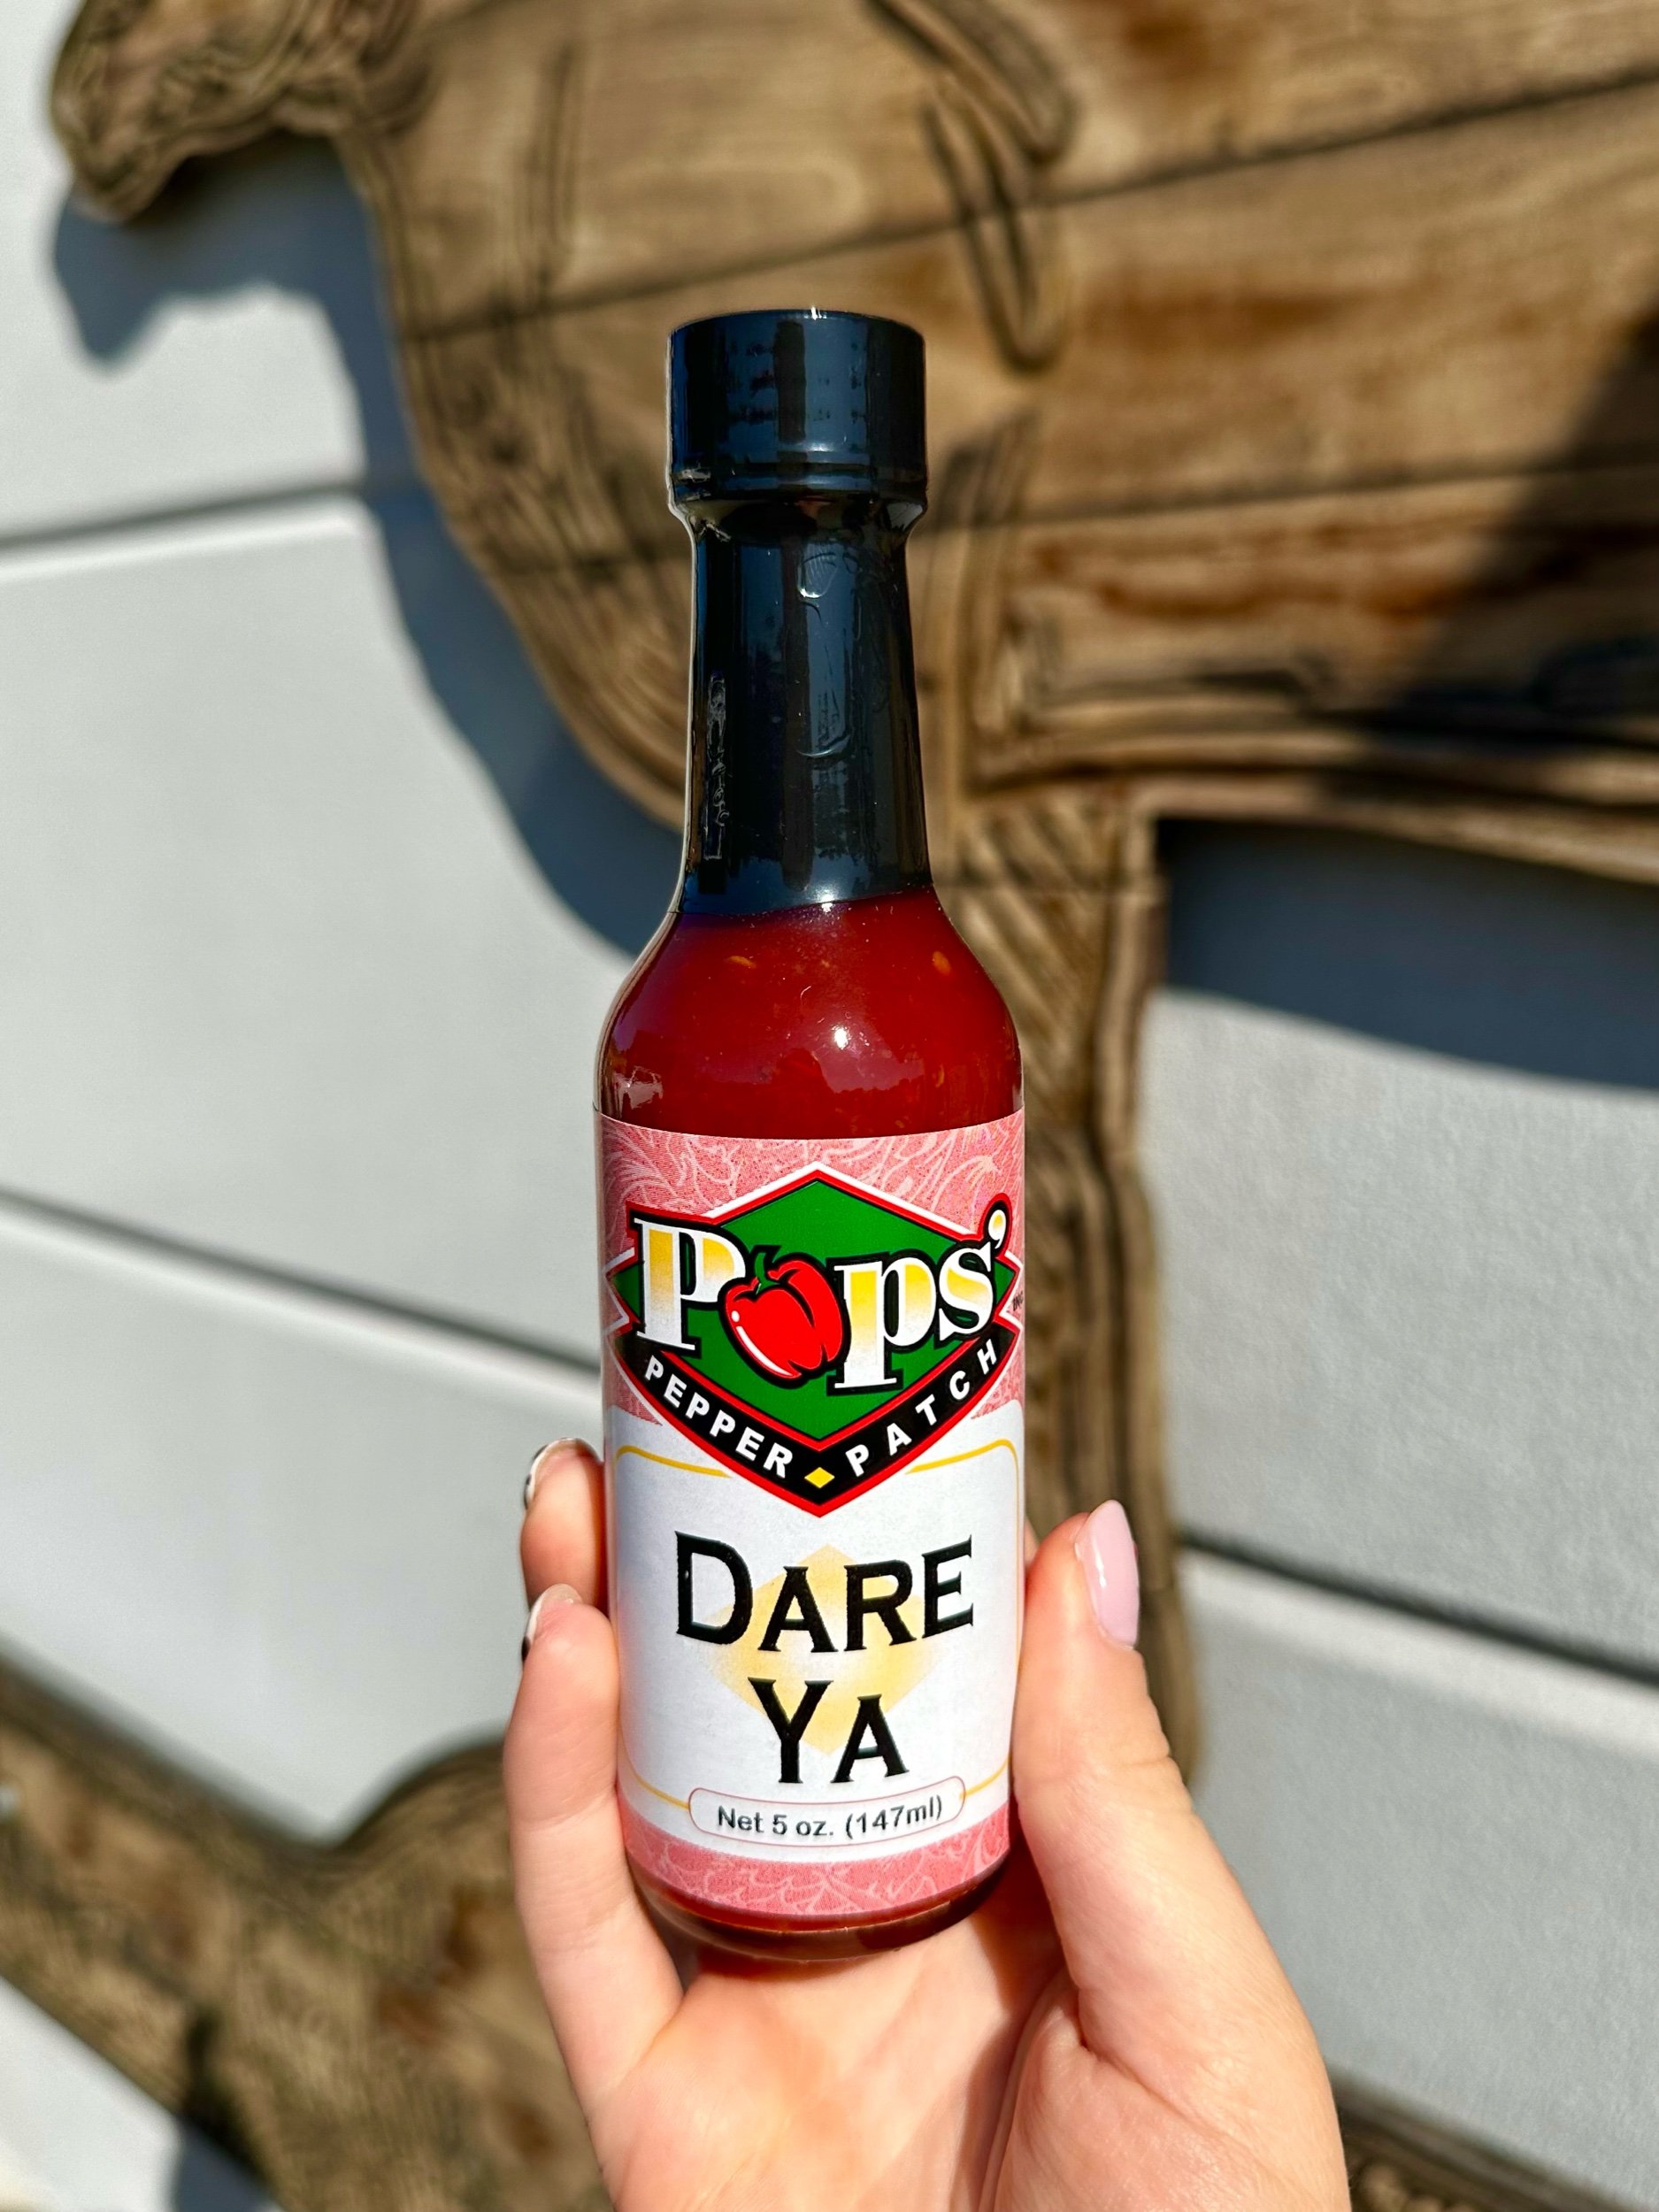 Pops'
PEPPER PATCH
DARE
YA
Net 5 oz. (147ml)